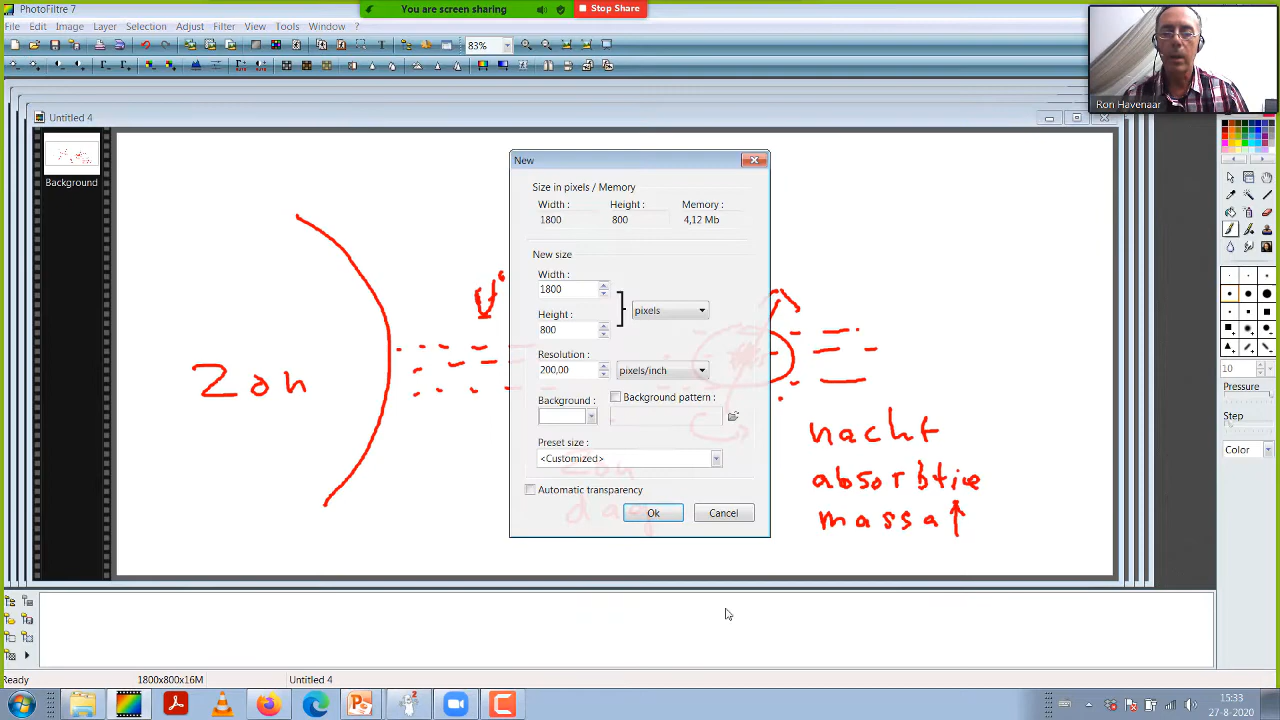 PhotoFiltre 7
You are screen sharing
Stop Share
File Edit Image Layer Selection Adjust Filter View Tools Window ?
83%
Ron Havenaar
Untitled 4
Background
New
Size in pixels / Memory
Width : Height : Memory :
1800 800 4,12 Mb
New size
Width :
1800
pixels
Height :
800
Resolution :
200,00 pixels/inch
Background : Background pattern :
Preset size :
<Customized>
Automatic transparency
Ok Cancel
Zon
zon
dag
nacht
absorbtie
massa ↑
10
Pressure
Step
Color
Ready 1800x800x16M Untitled 4
15:33
27-8-2020